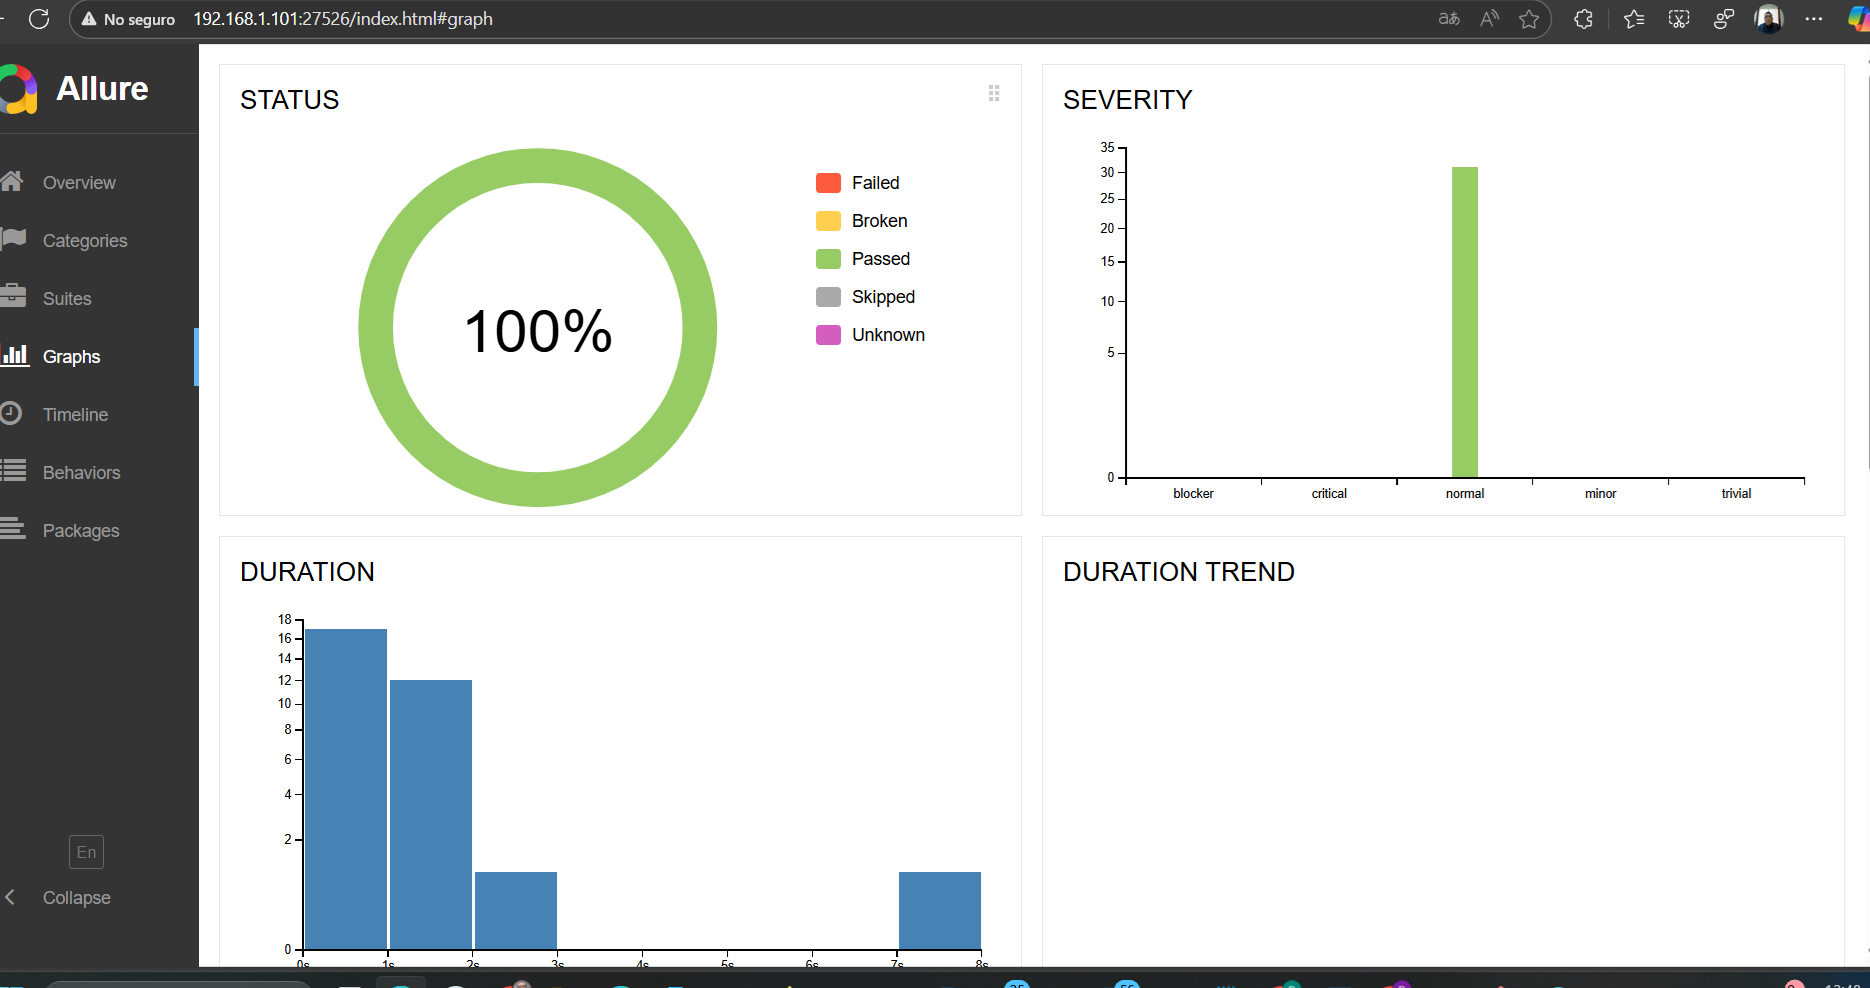 No seguro 192.168.1.101:27526/index.html#graph
Allure
Overview
Categories
Suites
Graphs
Timeline
Behaviors
Packages
En
Collapse
STATUS
100%
Failed
Broken
Passed
Skipped
Unknown
SEVERITY
35
30
25
20
15
10
5
0
blocker critical normal minor trivial
DURATION
18
16
14
12
10
8
6
4
2
0
0s 1s 2s 3s 4s 5s 6s 7s 8s
DURATION TREND